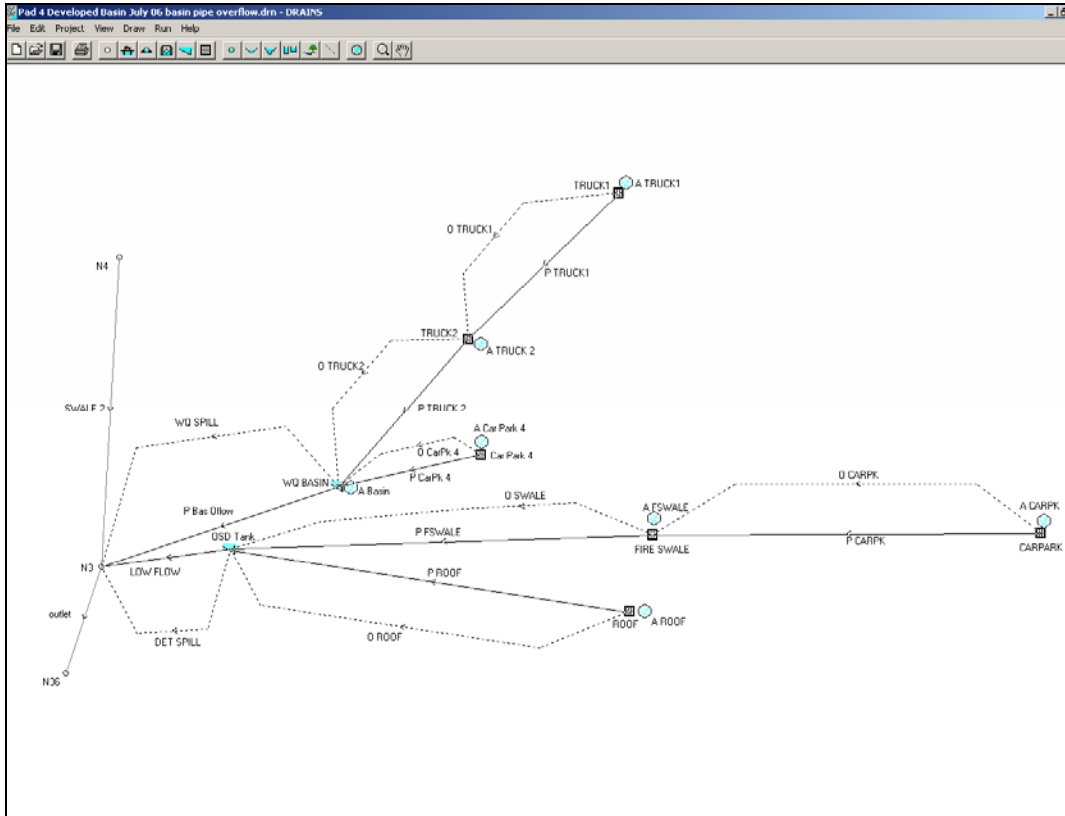 Pad 4 Developed Basin July 06 basin pipe overflow.drn - DRAINS
File Edit Project View Draw Run Help
TRUCK1
A TRUCK1
O TRUCK1
N4
P TRUCK1
TRUCK2
A TRUCK 2
O TRUCK2
SWALE 2
P TRUCK 2
WQ SPILL
A Car Park 4
O CarPk 4
Car Park 4
P CarPk 4
O CARPK
WQ BASIN
A Basin
O SWALE
A FSWALE
A CARPK
P Bas Oflow
OSD Tank
P FSWALE
FIRE SWALE
P CARPK
CARPARK
N3
LOW FLOW
P ROOF
outlet
ROOF
A ROOF
DET SPILL
O ROOF
N36